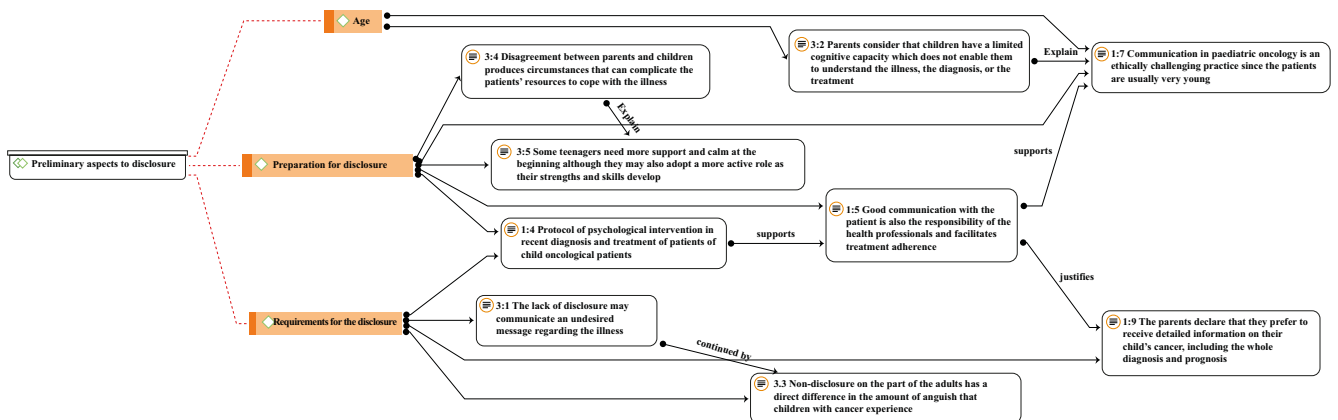 Age
3:4 Disagreement between parents and children
produces circumstances that can complicate the
patients' resources to cope with the illness
3:2 Parents consider that children have a limited
cognitive capacity which does not enable them
to understand the illness, the diagnosis, or the
treatment
Explain
1:7 Communication in paediatric oncology is an
ethically challenging practice since the patients
are usually very young
Explain
Preliminary aspects to disclosure
Preparation for disclosure
3:5 Some teenagers need more support and calm at the
beginning although they may also adopt a more active role as
their strengths and skills develop
supports
1:5 Good communication with the
patient is also the responsibility of the
health professionals and facilitates
treatment adherence
1:4 Protocol of psychological intervention in
recent diagnosis and treatment of patients of
child oncological patients
supports
justifies
Requirements for the disclosure
3:1 The lack of disclosure may
communicate an undesired
message regarding the illness
continued by
1:9 The parents declare that they prefer to
receive detailed information on their
child's cancer, including the whole
diagnosis and prognosis
3.3 Non-disclosure on the part of the adults has a
direct difference in the amount of anguish that
children with cancer experience